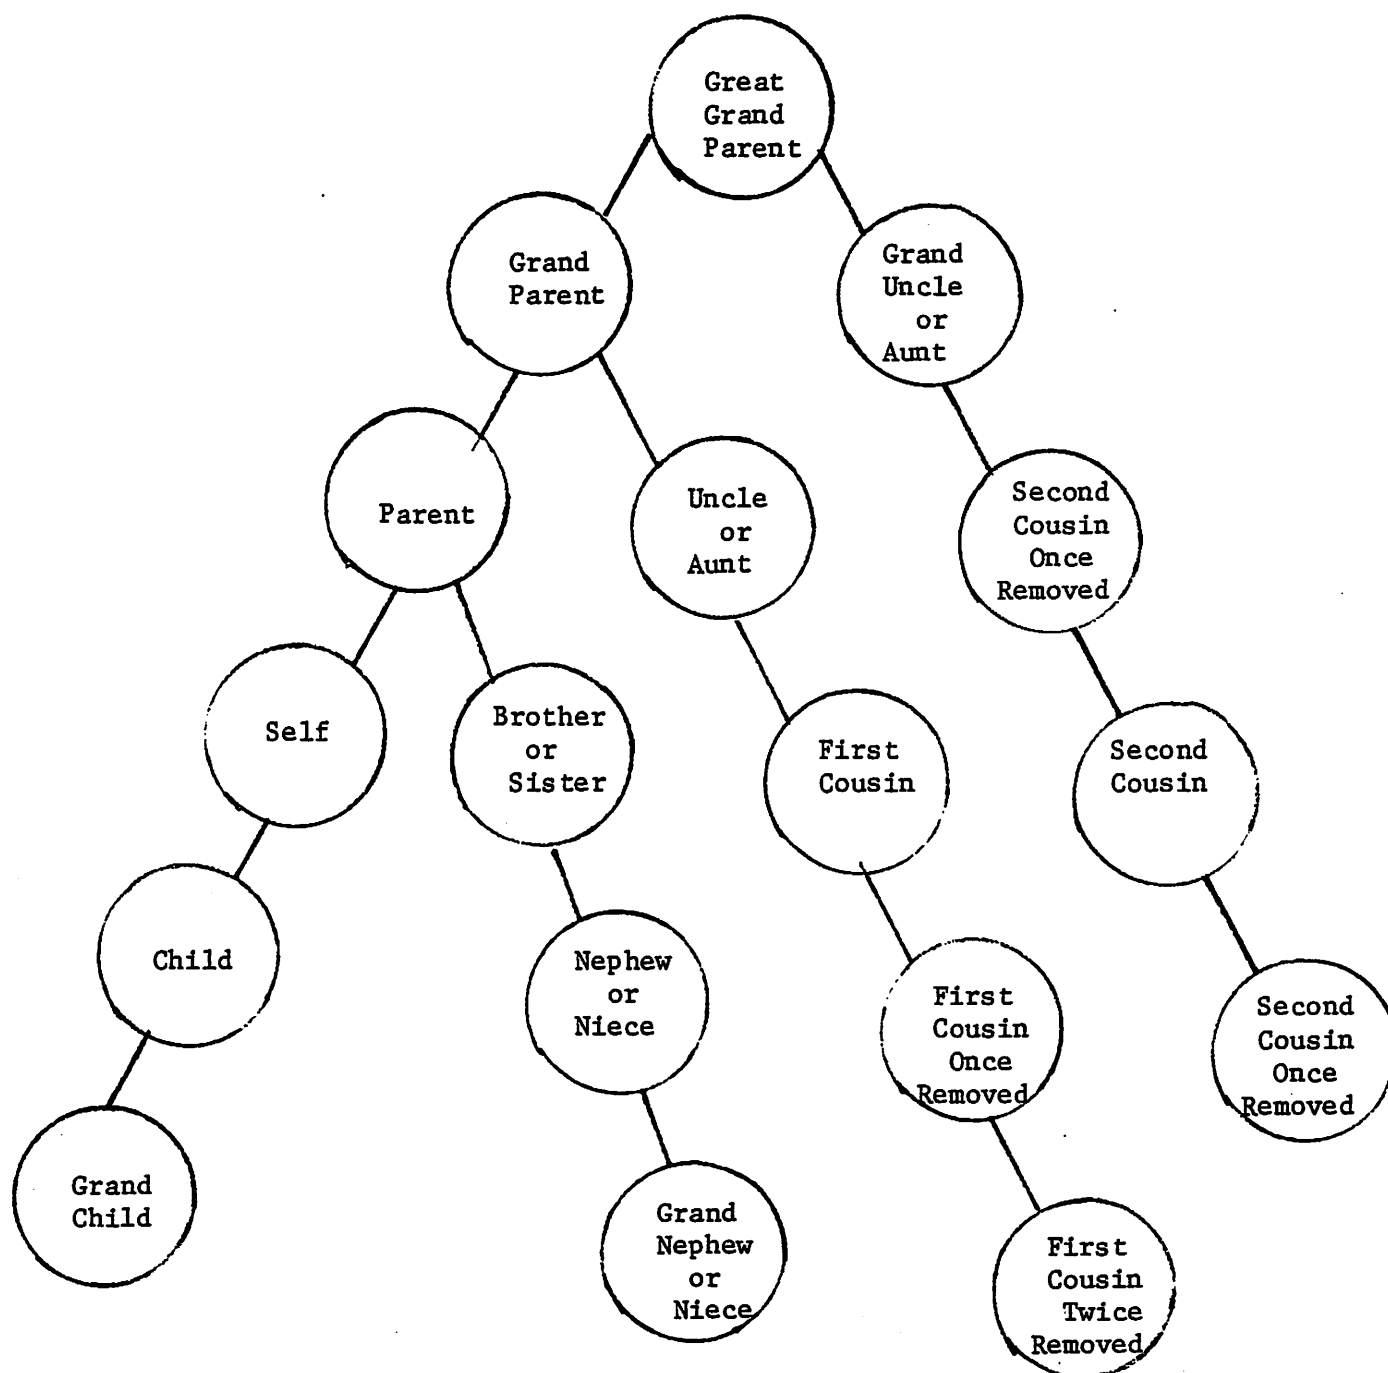 Great
Grand
Parent
Grand
Parent
Grand
Uncle
or
Aunt
Parent
Uncle
or
Aunt
Second
Cousin
Once
Removed
Self
Brother
or
Sister
First
Cousin
Second
Cousin
Child
Nephew
or
Niece
First
Cousin
Once
Removed
Second
Cousin
Once
Removed
Grand
Child
Grand
Nephew
or
Niece
First
Cousin
Twice
Removed